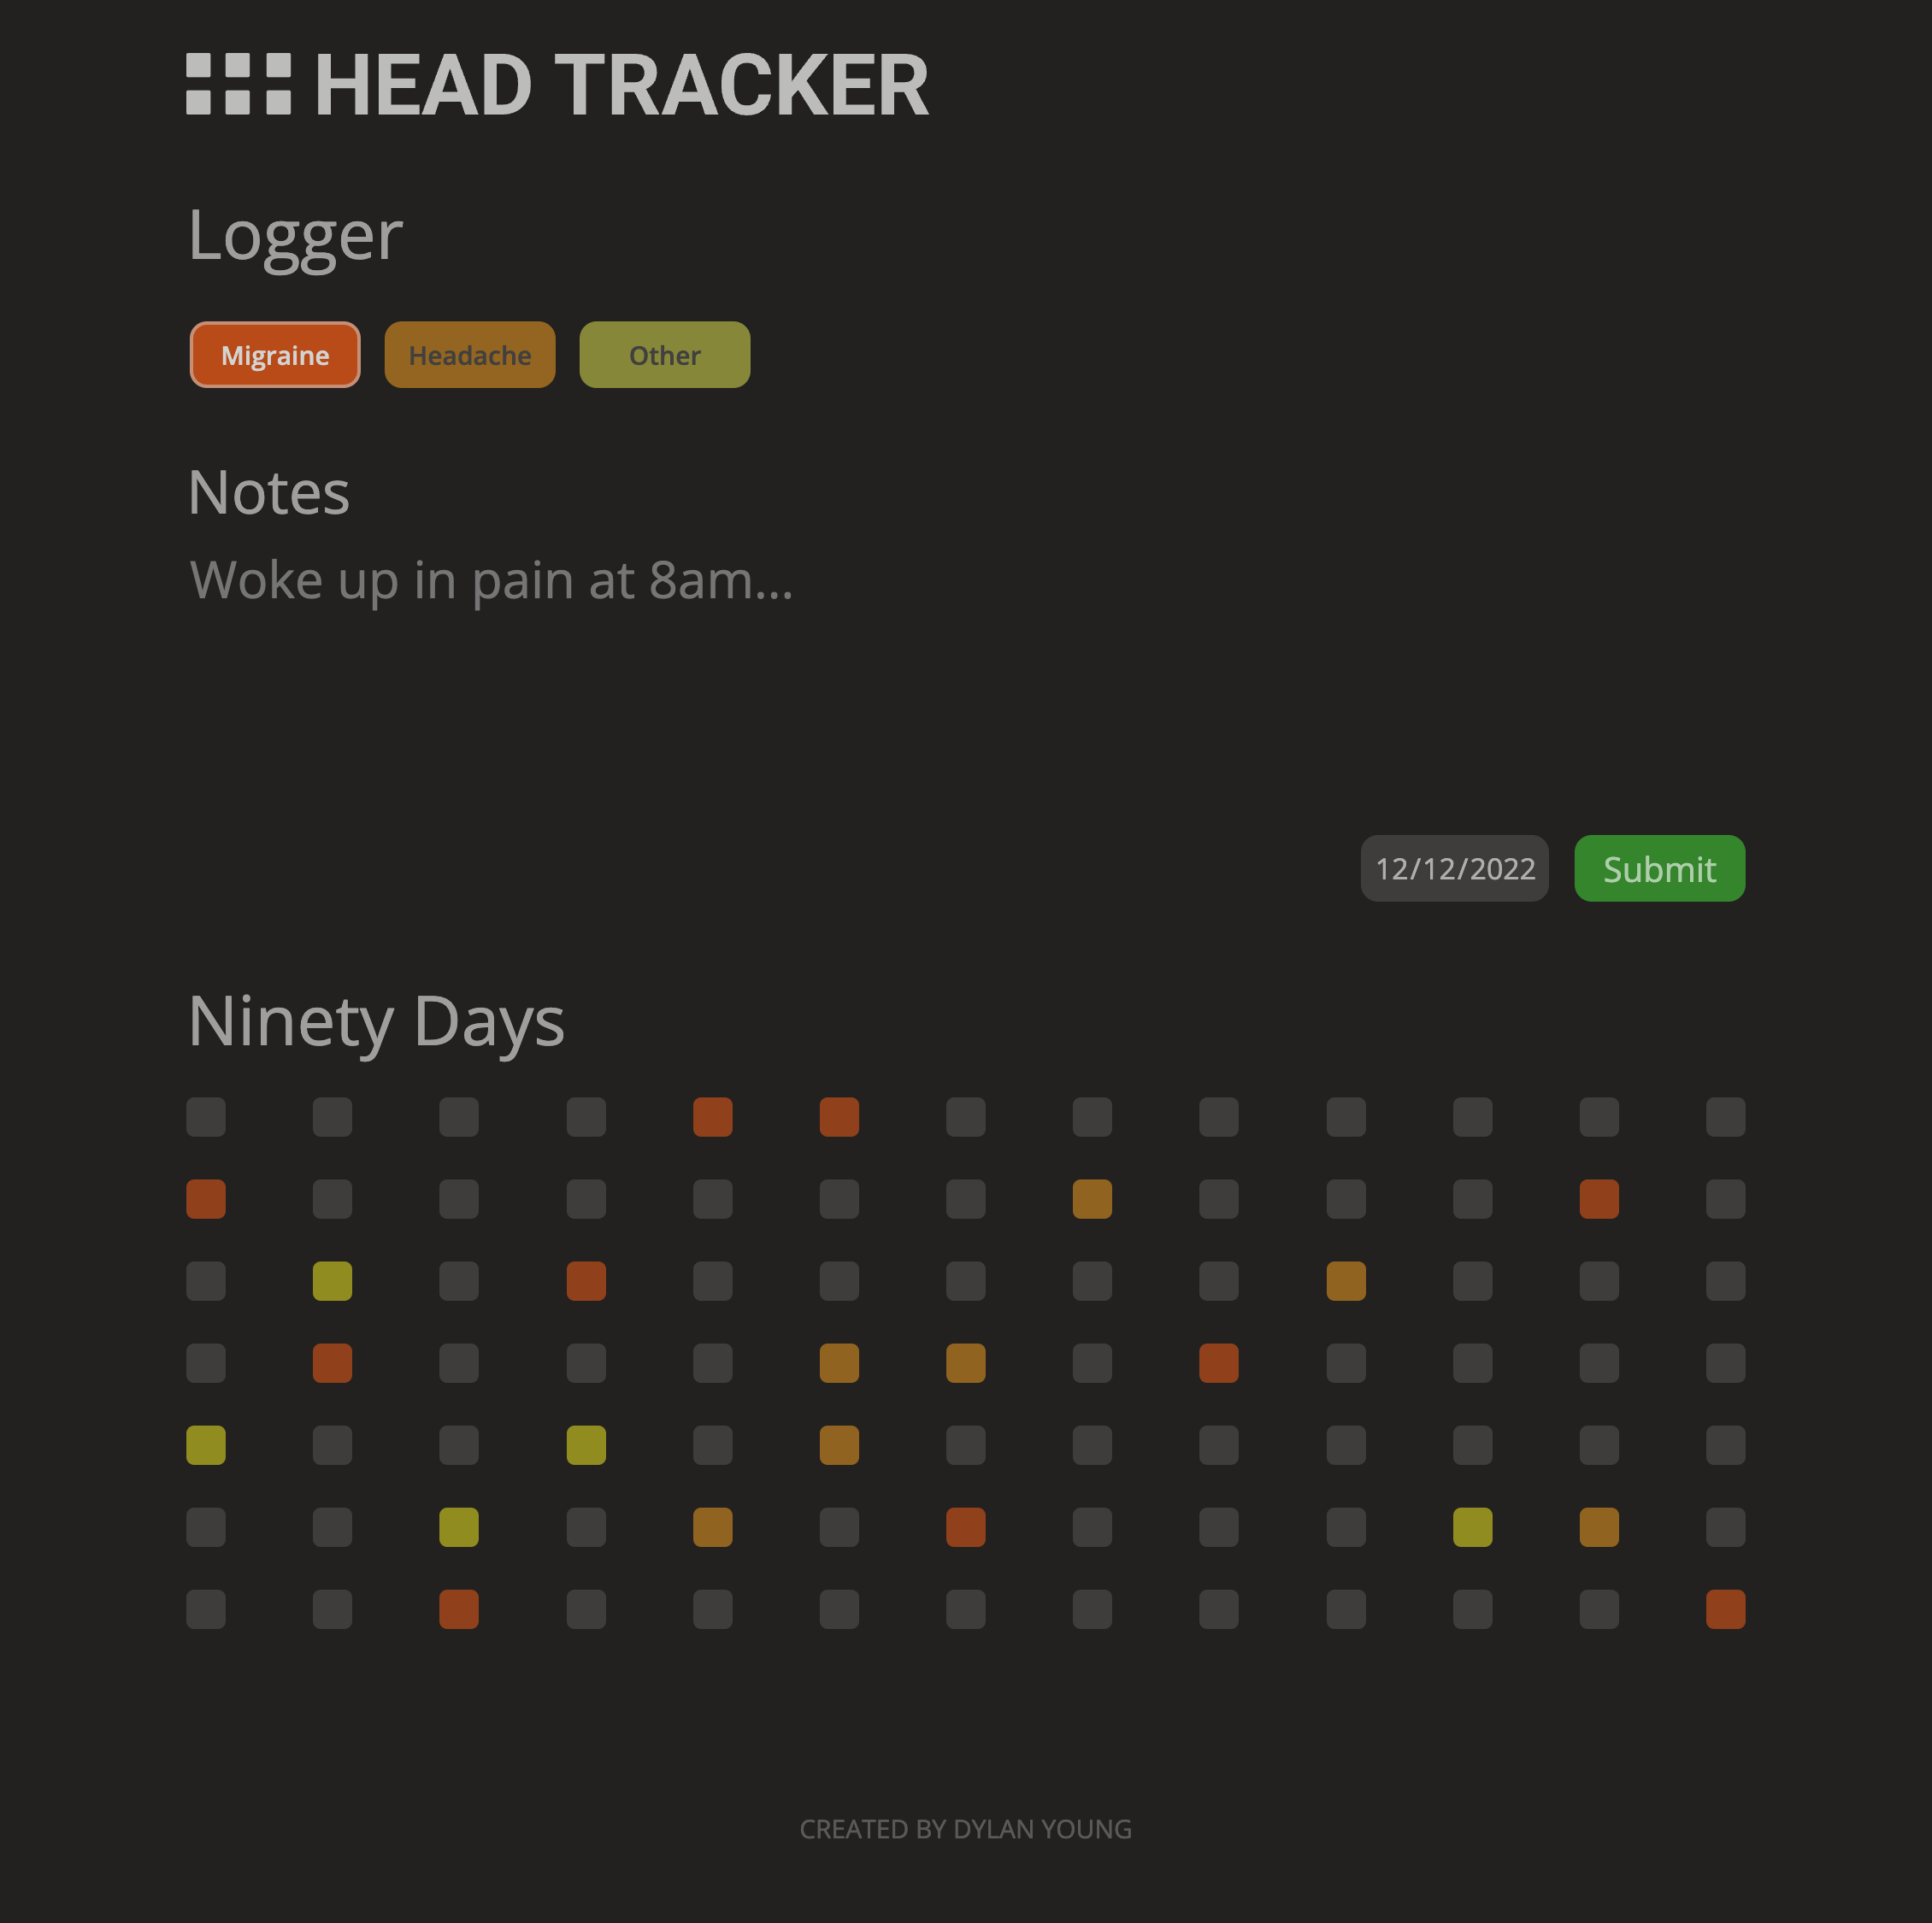 HEAD TRACKER
Logger
Migraine Headache Other
Notes
Woke up in pain at 8am...
12/12/2022 Submit
Ninety Days
CREATED BY DYLAN YOUNG